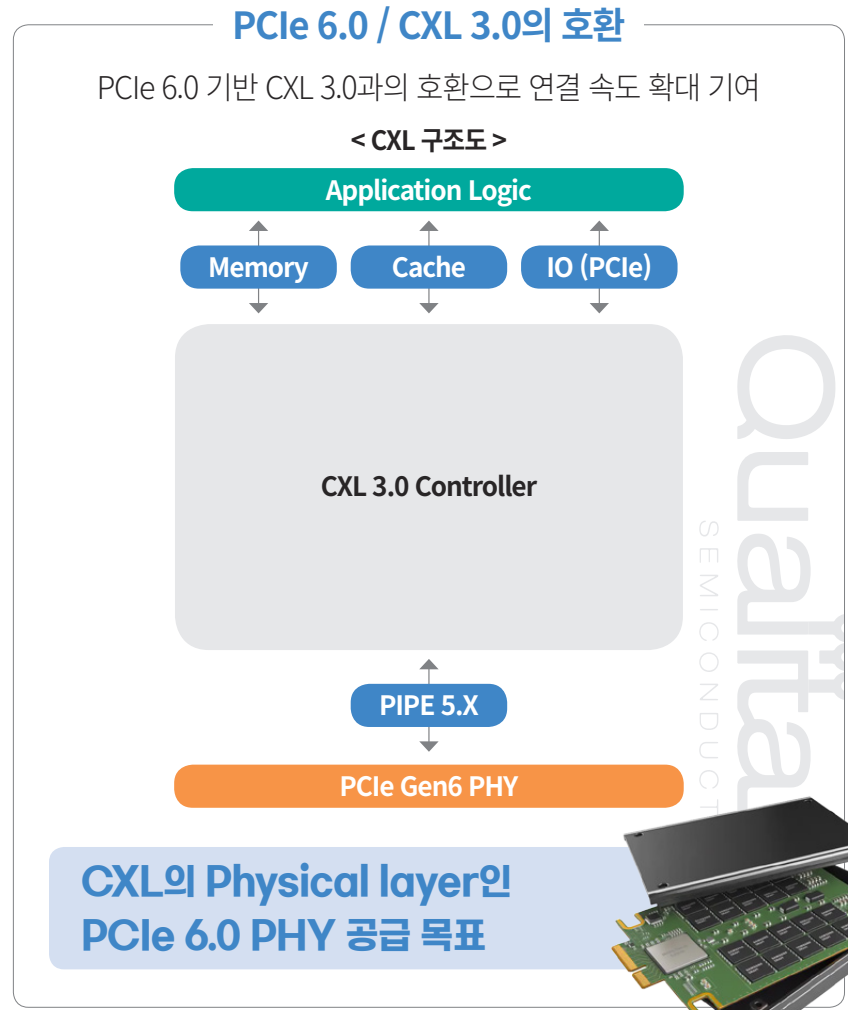 PCIe 6.0 / CXL 3.0의 호환
PCIe 6.0 기반 CXL 3.0과의 호환으로 연결 속도 확대 기여
< CXL 구조도 >
Application Logic
Memory
Cache
IO (PCIe)
CXL 3.0 Controller
PIPE 5.X
PCIe Gen6 PHY
CXL의 Physical layer인
PCIe 6.0 PHY 공급 목표
Qualita
SEMICONDUCT